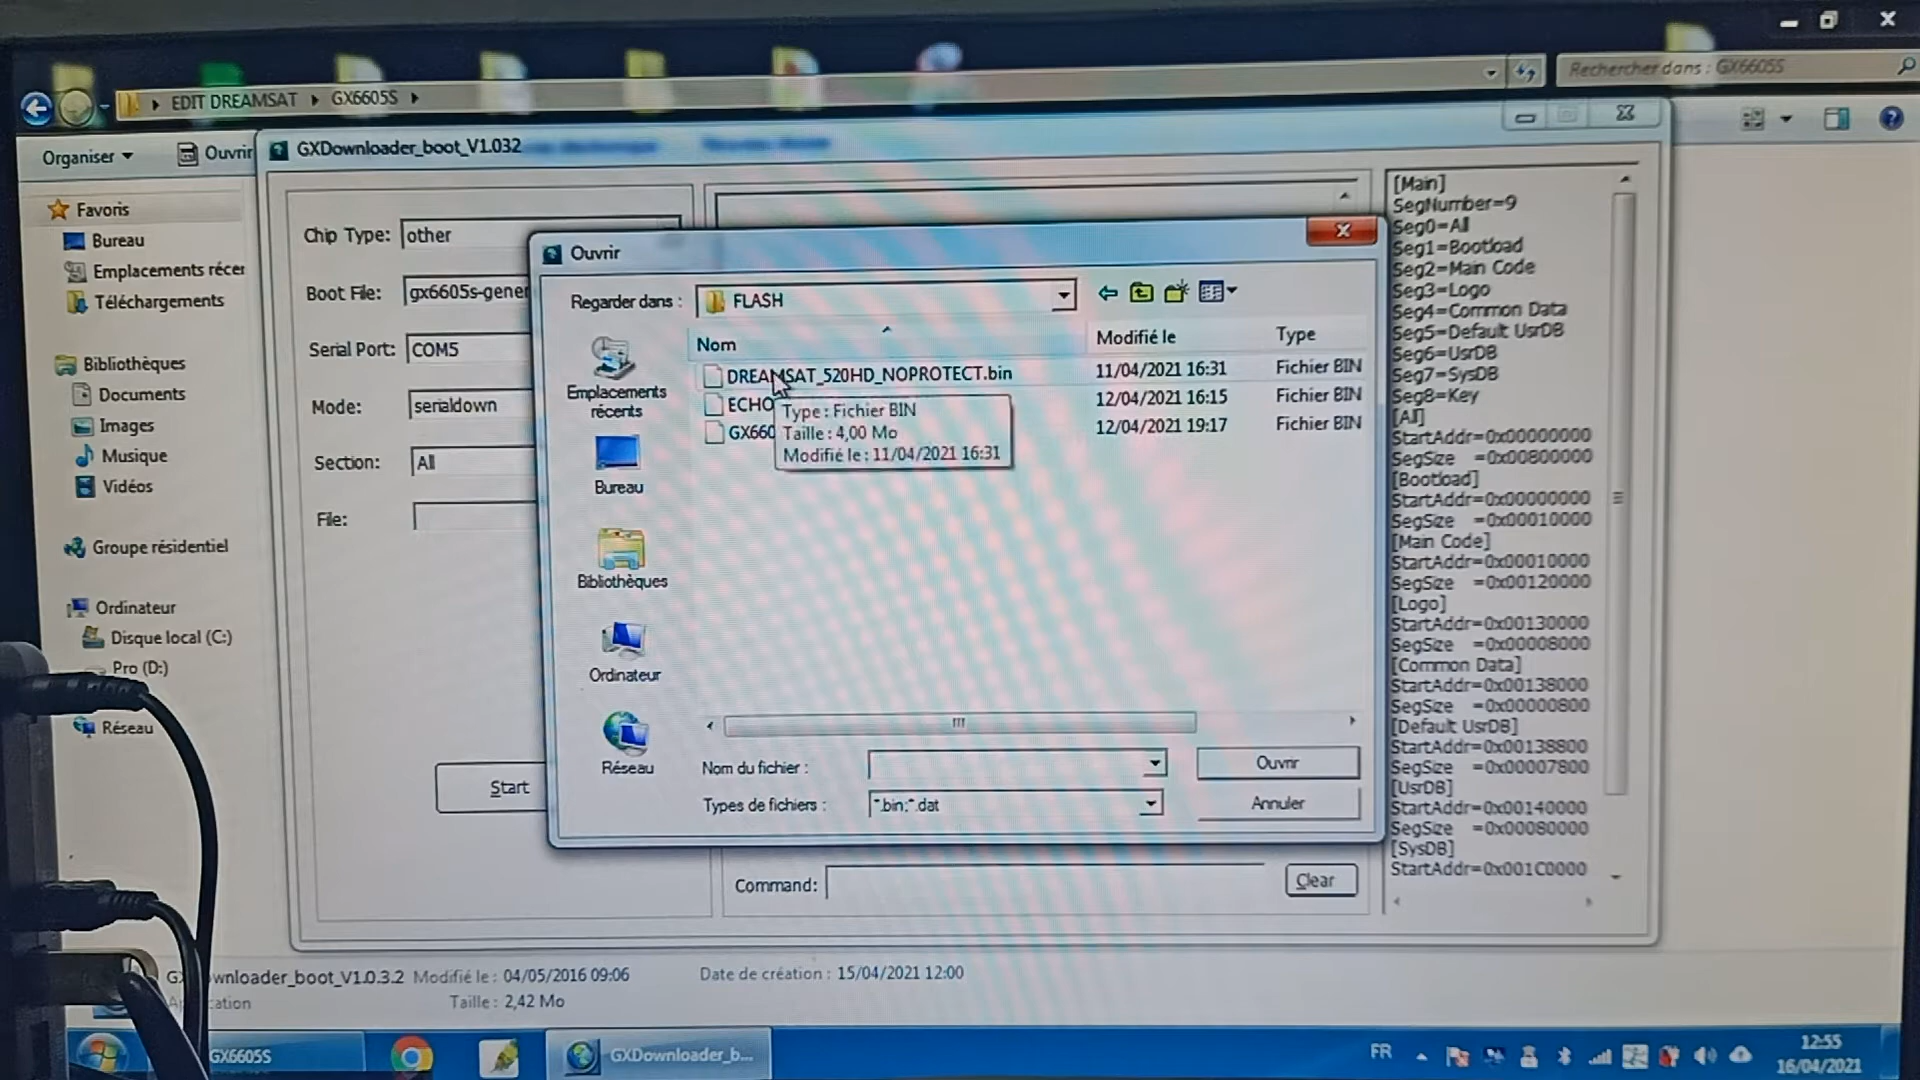 EDIT DREAMSAT ▸ GX6605S ▸
Rechercher dans : GX6605S
Organiser
Ouvrir
GXDownloader_boot_V1.032
Favoris
Bureau
Emplacements récen
Téléchargements
Bibliothèques
Documents
Images
Musique
Vidéos
Groupe résidentiel
Ordinateur
Disque local (C:)
Pro (D:)
Réseau
Chip Type: other
Boot File: gx6605s-gener
Serial Port: COM5
Mode: serialdown
Section: All
File:
Start
Ouvrir
Regarder dans : FLASH
Nom Modifié le Type
DREAMSAT_520HD_NOPROTECT.bin 11/04/2021 16:31 Fichier BIN
ECHO 12/04/2021 16:15 Fichier BIN
GX660 12/04/2021 19:17 Fichier BIN
Type : Fichier BIN
Taille : 4,00 Mo
Modifié le : 11/04/2021 16:31
Emplacements
récents
Bureau
Bibliothèques
Ordinateur
Réseau
Nom du fichier :
Ouvrir
Types de fichiers : *.bin;*.dat
Annuler
Command:
Clear
[Main]
SegNumber=9
Seg0=All
Seg1=Bootload
Seg2=Main Code
Seg3=Logo
Seg4=Common Data
Seg5=Default UsrDB
Seg6=UsrDB
Seg7=SysDB
Seg8=Key
[All]
StartAddr=0x00000000
SegSize =0x00800000
[Bootload]
StartAddr=0x00000000
SegSize =0x00010000
[Main Code]
StartAddr=0x00010000
SegSize =0x00120000
[Logo]
StartAddr=0x00130000
SegSize =0x00008000
[Common Data]
StartAddr=0x00138000
SegSize =0x00000800
[Default UsrDB]
StartAddr=0x00138800
SegSize =0x00007800
[UsrDB]
StartAddr=0x00140000
SegSize =0x00080000
[SysDB]
StartAddr=0x001C0000
wnloader_boot_V1.0.3.2 Modifié le : 04/05/2016 09:06 Date de création : 15/04/2021 12:00
Taille : 2,42 Mo
GX6605S
GXDownloader_b...
FR
12:55
16/04/2021